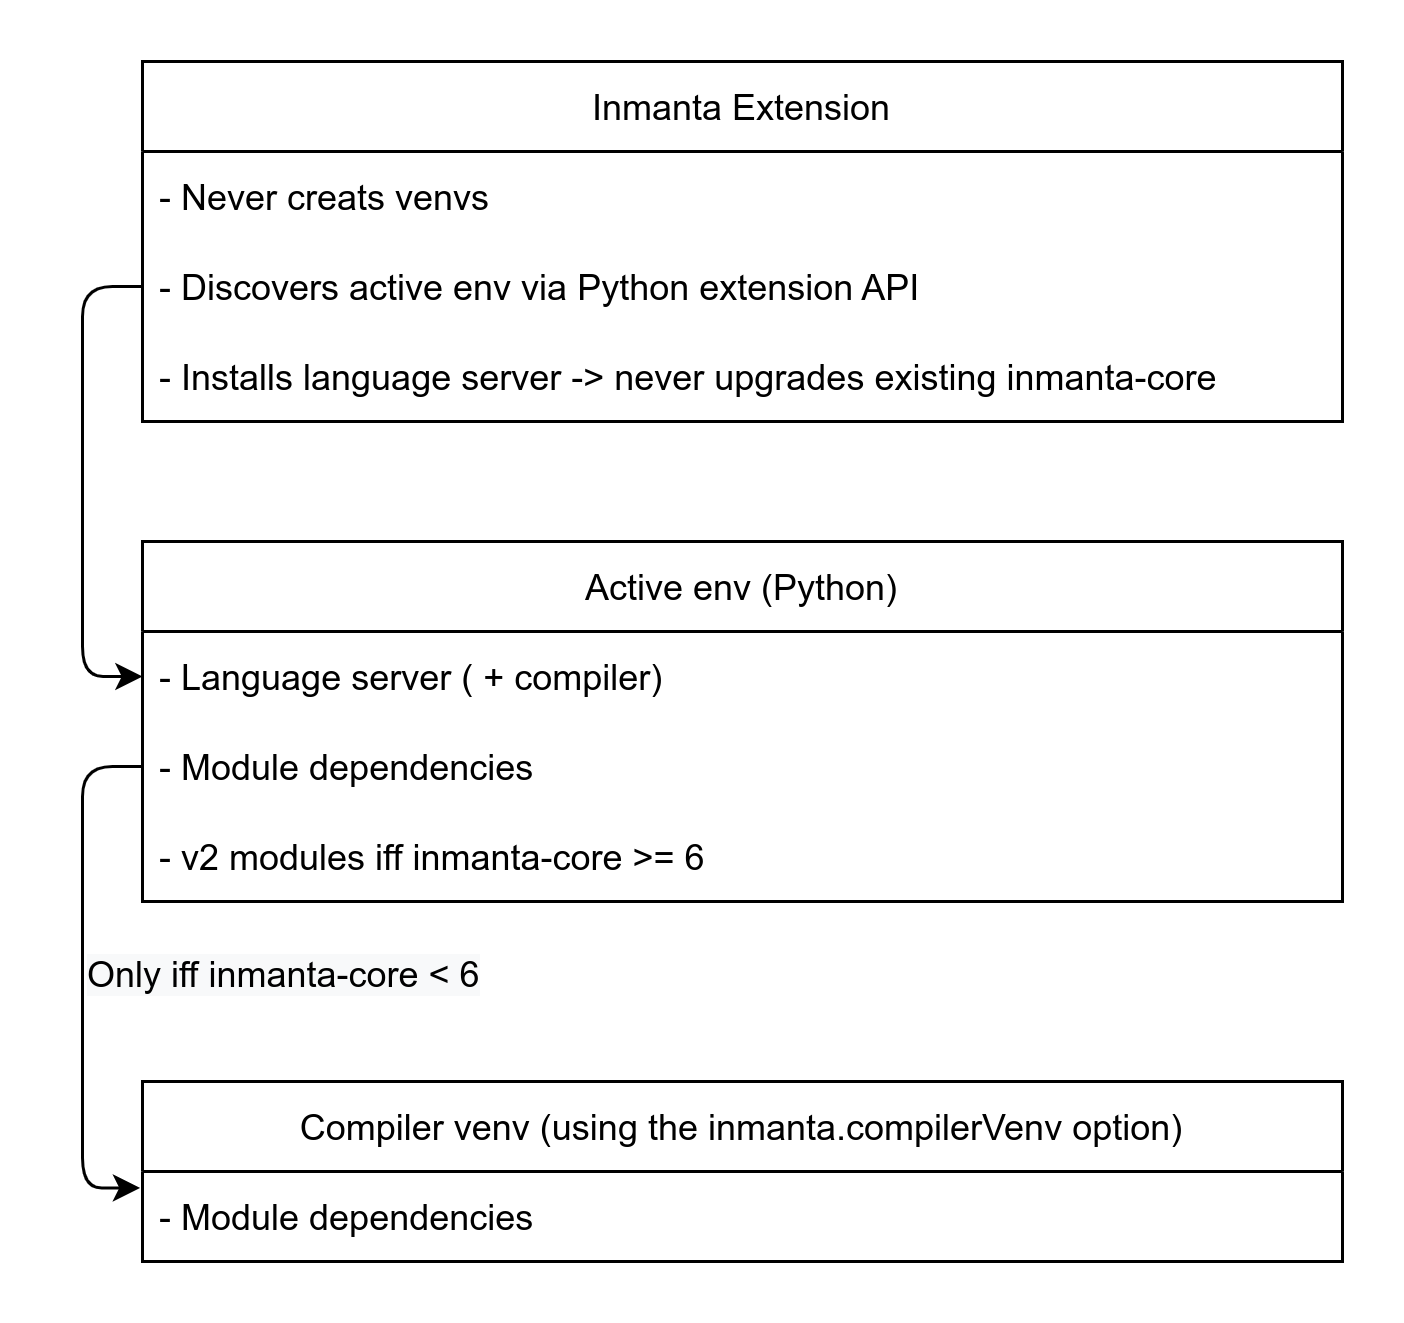 Inmanta Extension
- Never creats venvs
- Discovers active env via Python extension API
- Installs language server -> never upgrades existing inmanta-core
Active env (Python)
- Language server ( + compiler)
- Module dependencies
- v2 modules iff inmanta-core >= 6
Only iff inmanta-core < 6
Compiler venv (using the inmanta.compilerVenv option)
- Module dependencies